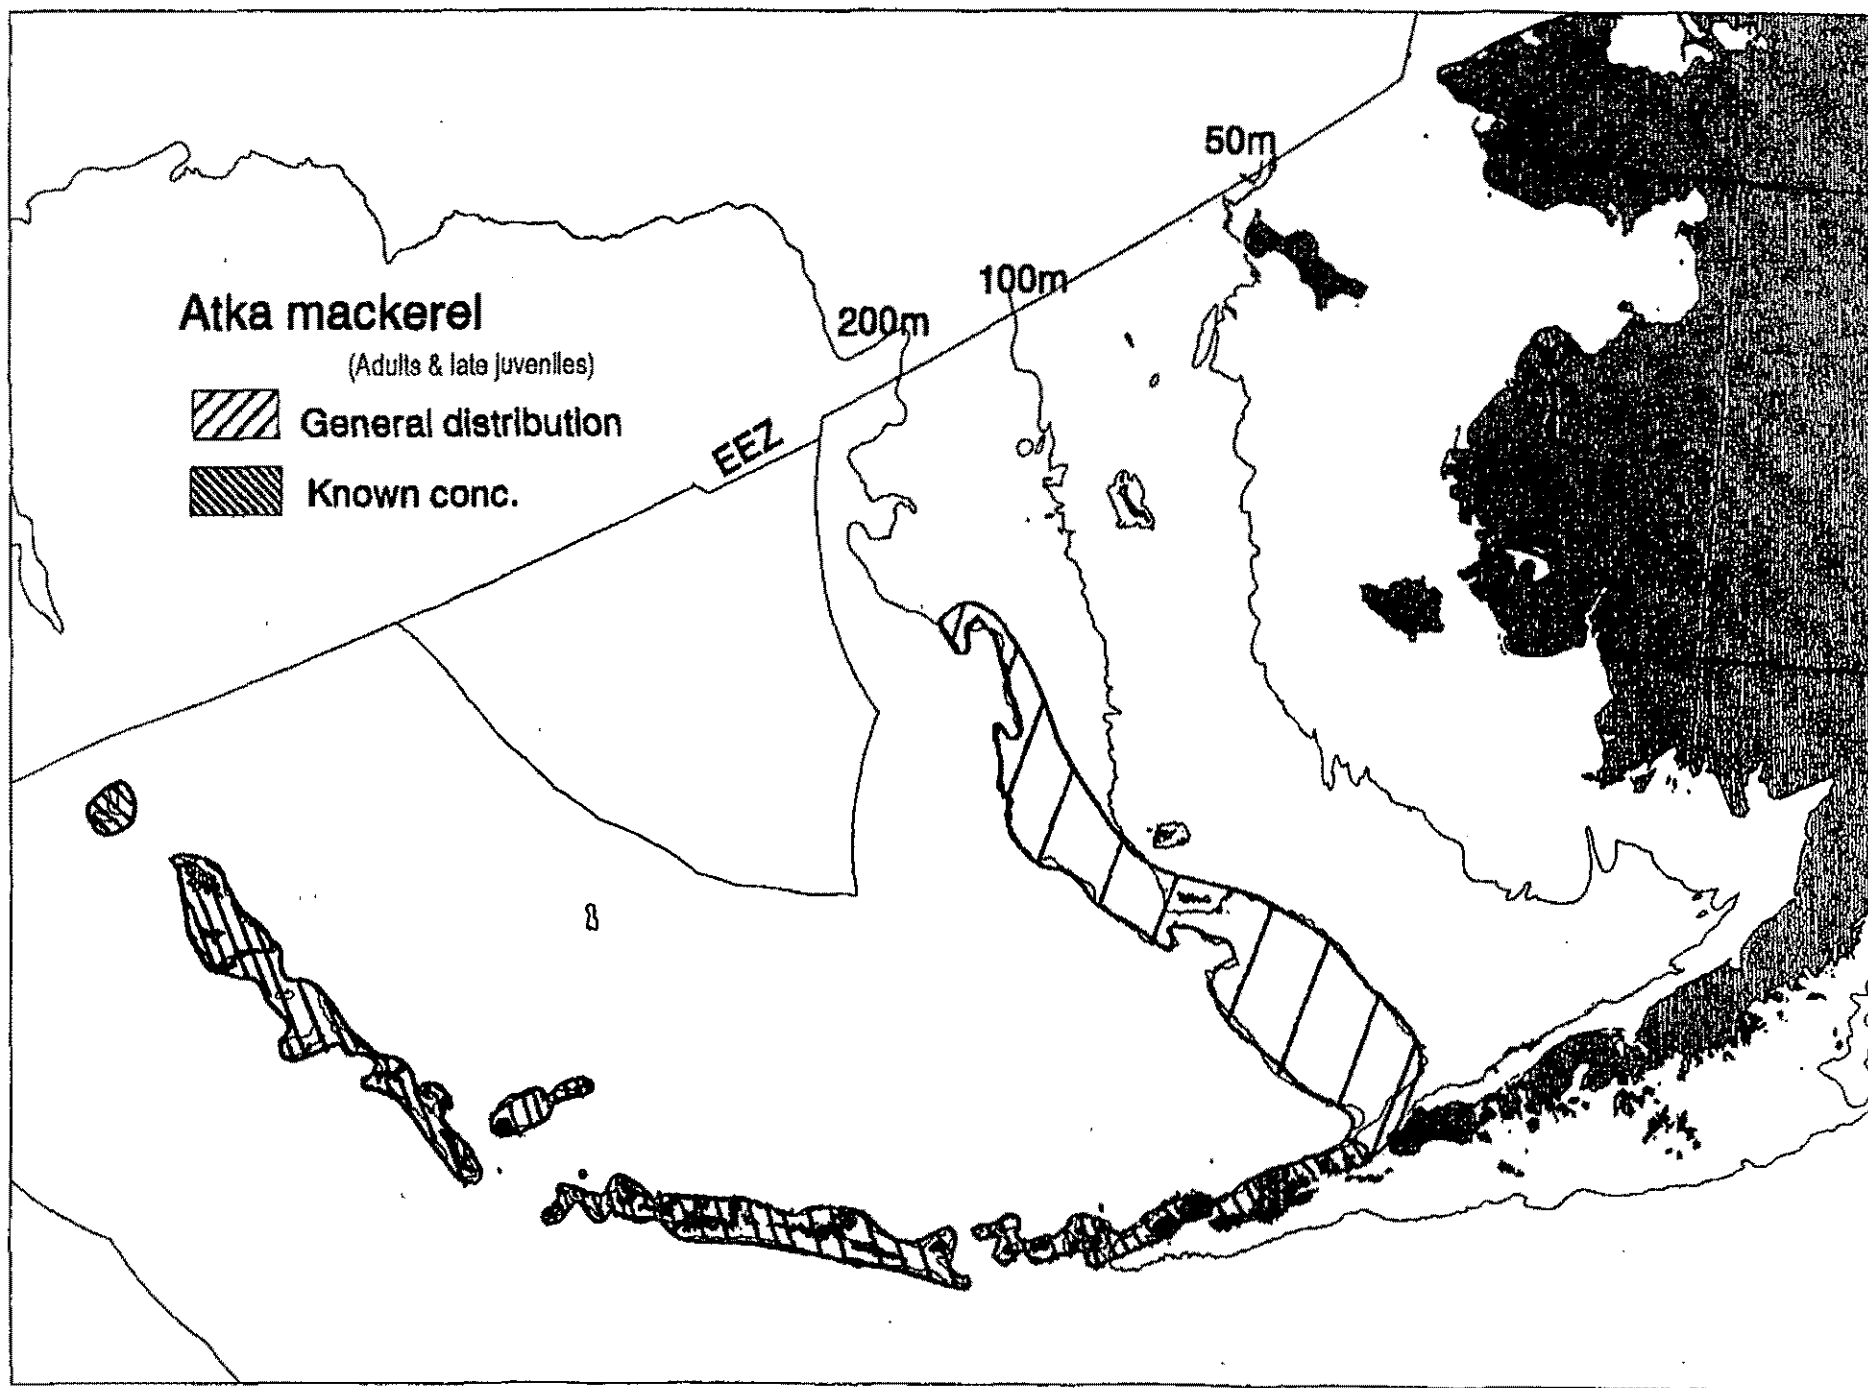 50m
100m
200m
Atka mackerel
(Adults & late juveniles)
General distribution
EEZ
Known conc.